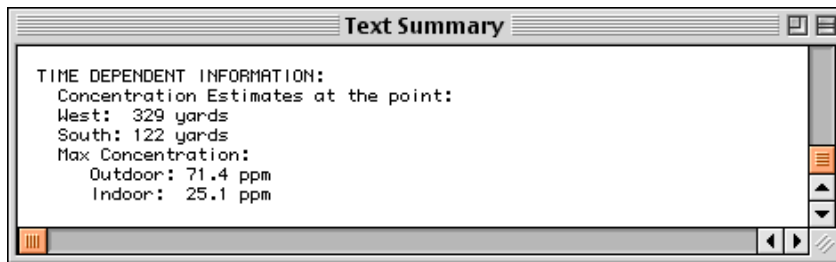 Text Summary
TIME DEPENDENT INFORMATION:
Concentration Estimates at the point:
West:  329 yards
South: 122 yards
Max Concentration:
Outdoor: 71.4 ppm
Indoor:  25.1 ppm